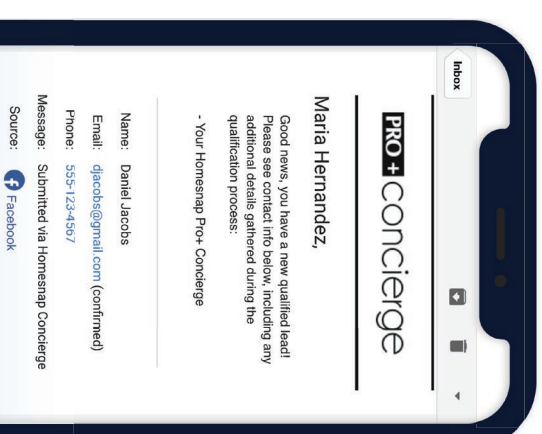 Inbox
PRO + concierge
Maria Hernandez,
Good news, you have a new qualified lead!
Please see contact info below, including any
additional details gathered during the
qualification process:
- Your Homesnap Pro+ Concierge
Name: Daniel Jacobs
Email: djacobs@gmail.com (confirmed)
Phone: 555-123-4567
Message: Submitted via Homesnap Concierge
Source: Facebook